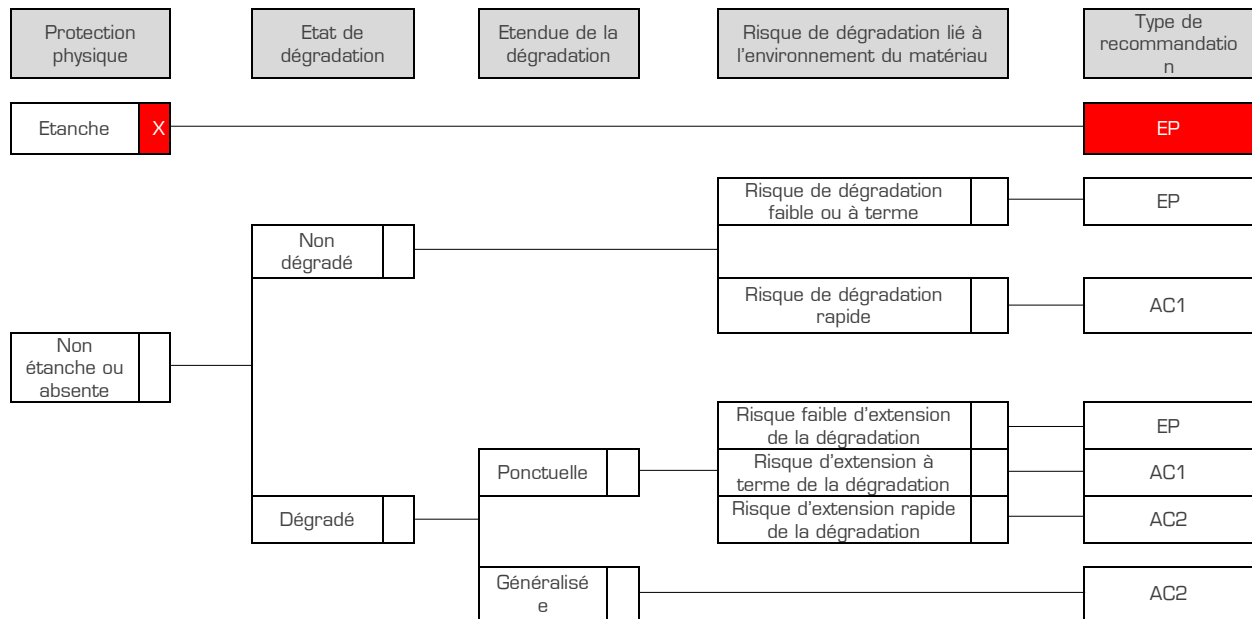 Protection
physique
Etat de
dégradation
Etendue de la
dégradation
Risque de dégradation lié à
l'environnement du matériau
Type de
recommandatio
n
Etanche
X
EP
Risque de dégradation
faible ou à terme
EP
Non
dégradé
Risque de dégradation
rapide
AC1
Non
étanche ou
absente
Risque faible d'extension
de la dégradation
EP
Ponctuelle
Risque d'extension à
terme de la dégradation
AC1
Dégradé
Risque d'extension rapide
de la dégradation
AC2
Généralisé
e
AC2